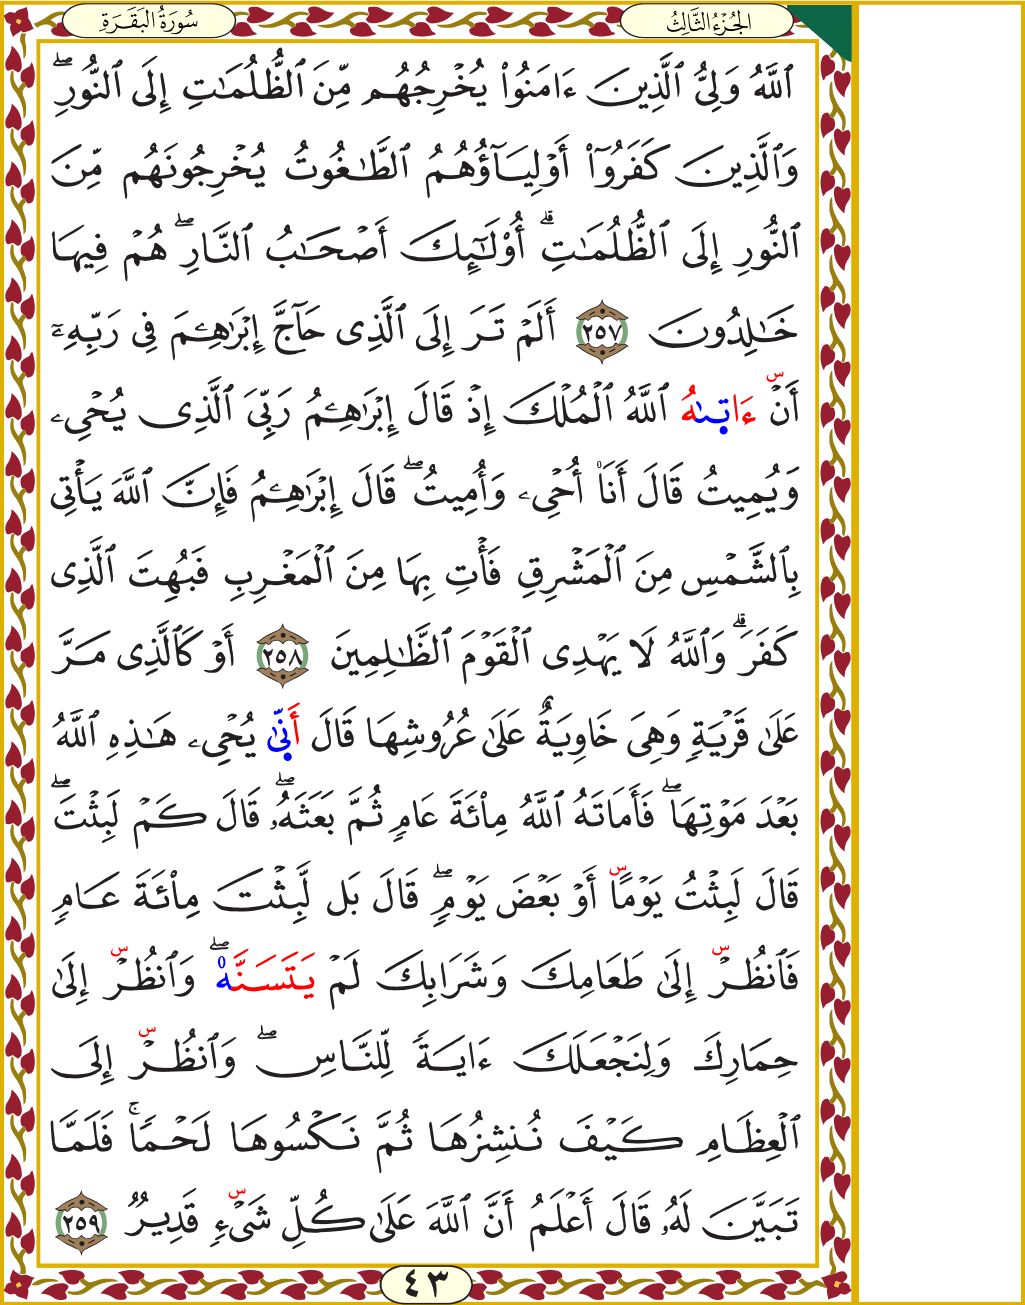 الجُزْءُ الثَّالِثُ
سُورَةُ البَقَرَةِ
ٱللَّهُ وَلِيُّ ٱلَّذِينَ ءَامَنُوا۟ يُخْرِجُهُم مِّنَ ٱلظُّلُمَـٰتِ إِلَى ٱلنُّورِ ۖ
وَٱلَّذِينَ كَفَرُوٓا۟ أَوْلِيَآؤُهُمُ ٱلطَّـٰغُوتُ يُخْرِجُونَهُم مِّنَ
ٱلنُّورِ إِلَى ٱلظُّلُمَـٰتِ ۗ أُو۟لَـٰٓئِكَ أَصْحَـٰبُ ٱلنَّارِ ۖ هُمْ فِيهَا
خَـٰلِدُونَ ٢٥٧ أَلَمْ تَرَ إِلَى ٱلَّذِى حَآجَّ إِبْرَٰهِـۧمَ فِى رَبِّهِۦٓ
أَنْ ءَاتَىٰهُ ٱللَّهُ ٱلْمُلْكَ إِذْ قَالَ إِبْرَٰهِـۧمُ رَبِّىَ ٱلَّذِى يُحْىِۦ
وَيُمِيتُ قَالَ أَنَا۠ أُحْىِۦ وَأُمِيتُ ۖ قَالَ إِبْرَٰهِـۧمُ فَإِنَّ ٱللَّهَ يَأْتِى
بِٱلشَّمْسِ مِنَ ٱلْمَشْرِقِ فَأْتِ بِهَا مِنَ ٱلْمَغْرِبِ فَبُهِتَ ٱلَّذِى
كَفَرَ ۗ وَٱللَّهُ لَا يَهْدِى ٱلْقَوْمَ ٱلظَّـٰلِمِينَ ٢٥٨ أَوْ كَٱلَّذِى مَرَّ
عَلَىٰ قَرْيَةٍ وَهِىَ خَاوِيَةٌ عَلَىٰ عُرُوشِهَا قَالَ أَنَّىٰ يُحْىِۦ هَـٰذِهِ ٱللَّهُ
بَعْدَ مَوْتِهَا ۖ فَأَمَاتَهُ ٱللَّهُ مِا۟ئَةَ عَامٍ ثُمَّ بَعَثَهُۥ ۖ قَالَ كَمْ لَبِثْتَ ۖ
قَالَ لَبِثْتُ يَوْمًا أَوْ بَعْضَ يَوْمٍ ۖ قَالَ بَل لَّبِثْتَ مِا۟ئَةَ عَامٍ
فَٱنظُرْ إِلَىٰ طَعَامِكَ وَشَرَابِكَ لَمْ يَتَسَنَّهْ ۖ وَٱنظُرْ إِلَىٰ
حِمَارِكَ وَلِنَجْعَلَكَ ءَايَةً لِّلنَّاسِ ۖ وَٱنظُرْ إِلَى
ٱلْعِظَامِ كَيْفَ نُنشِزُهَا ثُمَّ نَكْسُوهَا لَحْمًا ۚ فَلَمَّا
تَبَيَّنَ لَهُۥ قَالَ أَعْلَمُ أَنَّ ٱللَّهَ عَلَىٰ كُلِّ شَىْءٍ قَدِيرٌ ٢٥٩
٤٣